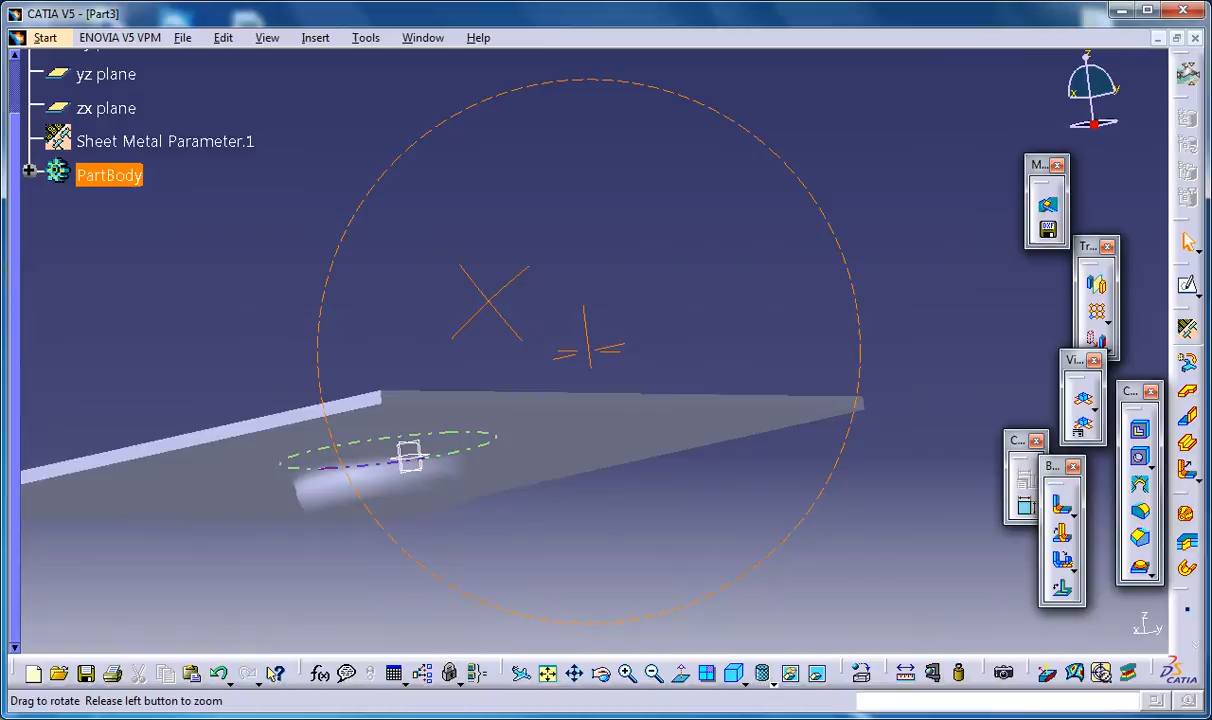 CATIA V5 - [Part3]
Start ENOVIA V5 VPM File Edit View Insert Tools Window Help
yz plane
zx plane
Sheet Metal Parameter.1
PartBody
z
x y
M...
DXF
Tr...
Vi...
C...
C...
B...
z
x y
f(x)
CATIA
Drag to rotate Release left button to zoom